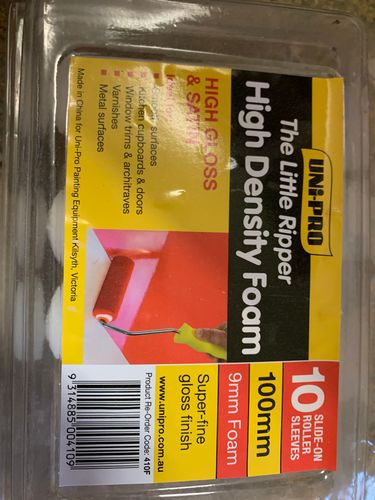 UNi-PRO
The Little Ripper
High Density Foam
HIGH GLOSS
& SATIN
surfaces
Kitchen cupboards & doors
Window trims & architraves
Varnishes
Metal surfaces
Made in China for Uni-Pro Painting Equipment Kilsyth, Victoria
10
SLIDE-ON
ROLLER
SLEEVES
100mm
9mm Foam
Super-fine
gloss finish
www.unipro.com.au
Product Re-Order Code: 410F
9 314885 004109